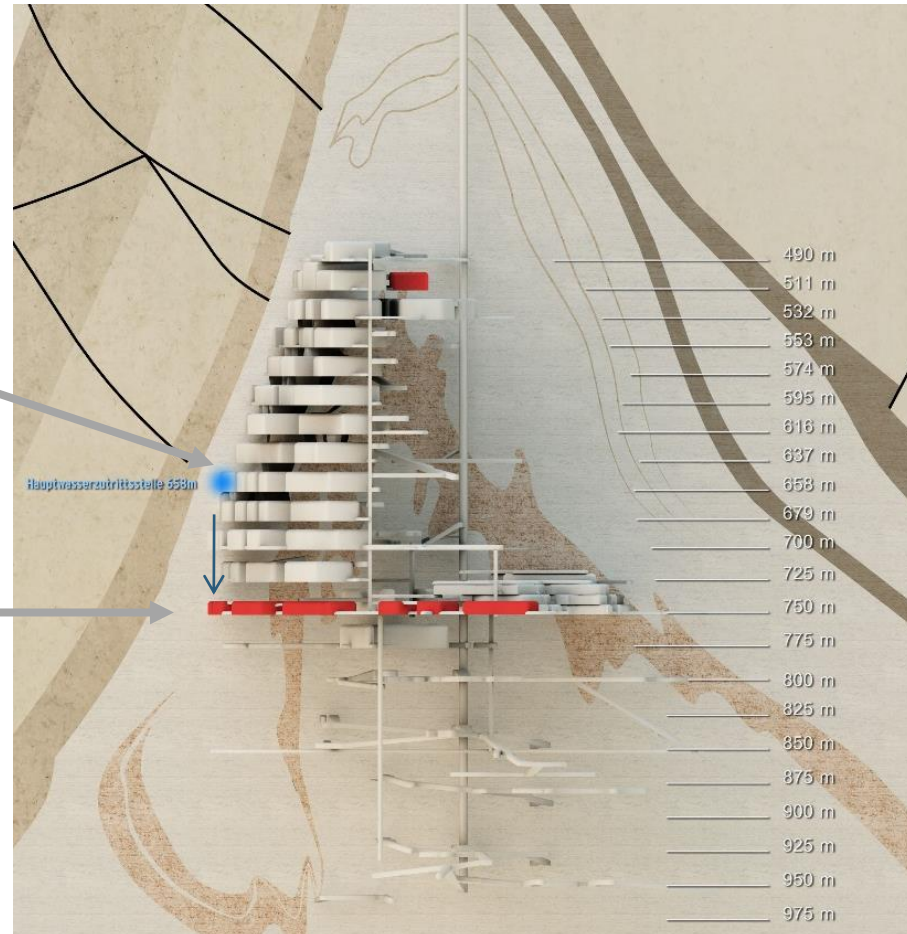 490 m
511 m
532 m
553 m
574 m
595 m
616 m
637 m
Hauptwasserzutrittsstelle 658m
658 m
679 m
700 m
725 m
750 m
775 m
800 m
825 m
850 m
875 m
900 m
925 m
950 m
975 m